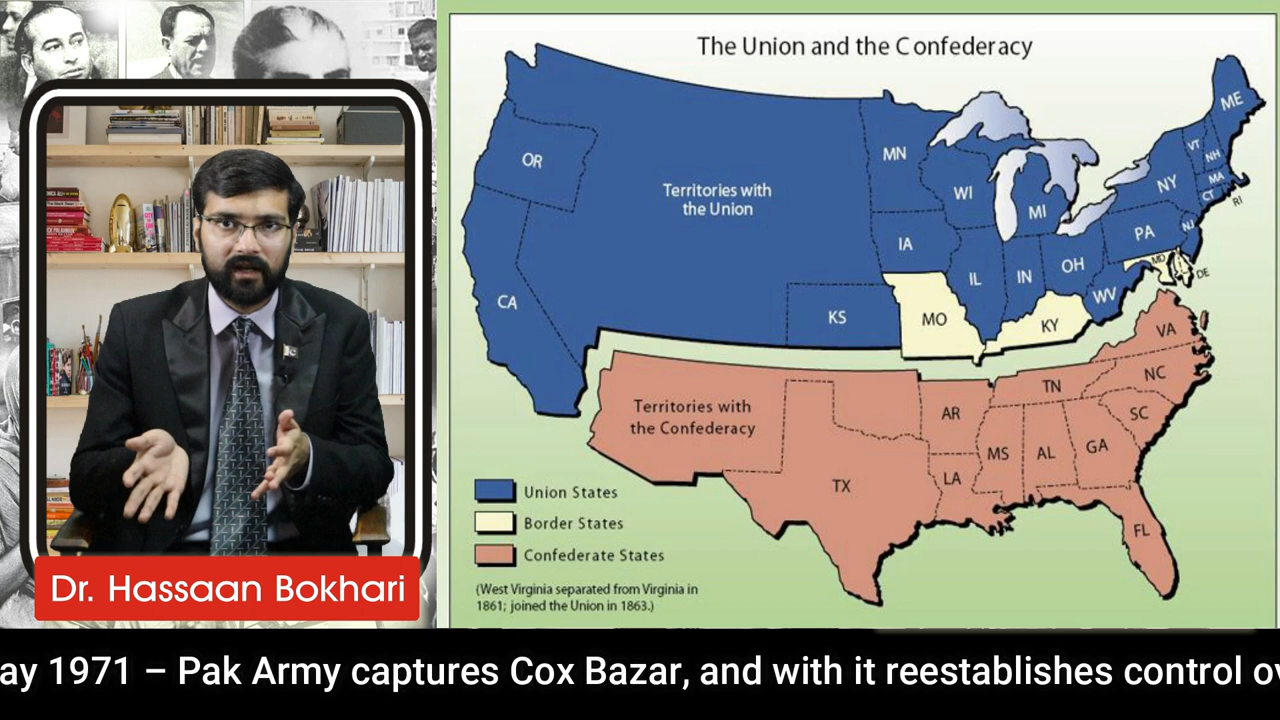 The Union and the Confederacy
ME
VT
NH
MA
CT
RI
NY
NJ
PA
MD
DE
OR
Territories with
the Union
MN
WI
MI
IA
IL
IN
OH
WV
CA
KS
MO
KY
VA
Territories with
the Confederacy
AR
TN
NC
SC
MS
AL
GA
LA
TX
FL
Union States
Border States
Confederate States
(West Virginia separated from Virginia in
1861; joined the Union in 1863.)
Dr. Hassaan Bokhari
ay 1971 – Pak Army captures Cox Bazar, and with it reestablishes control ov